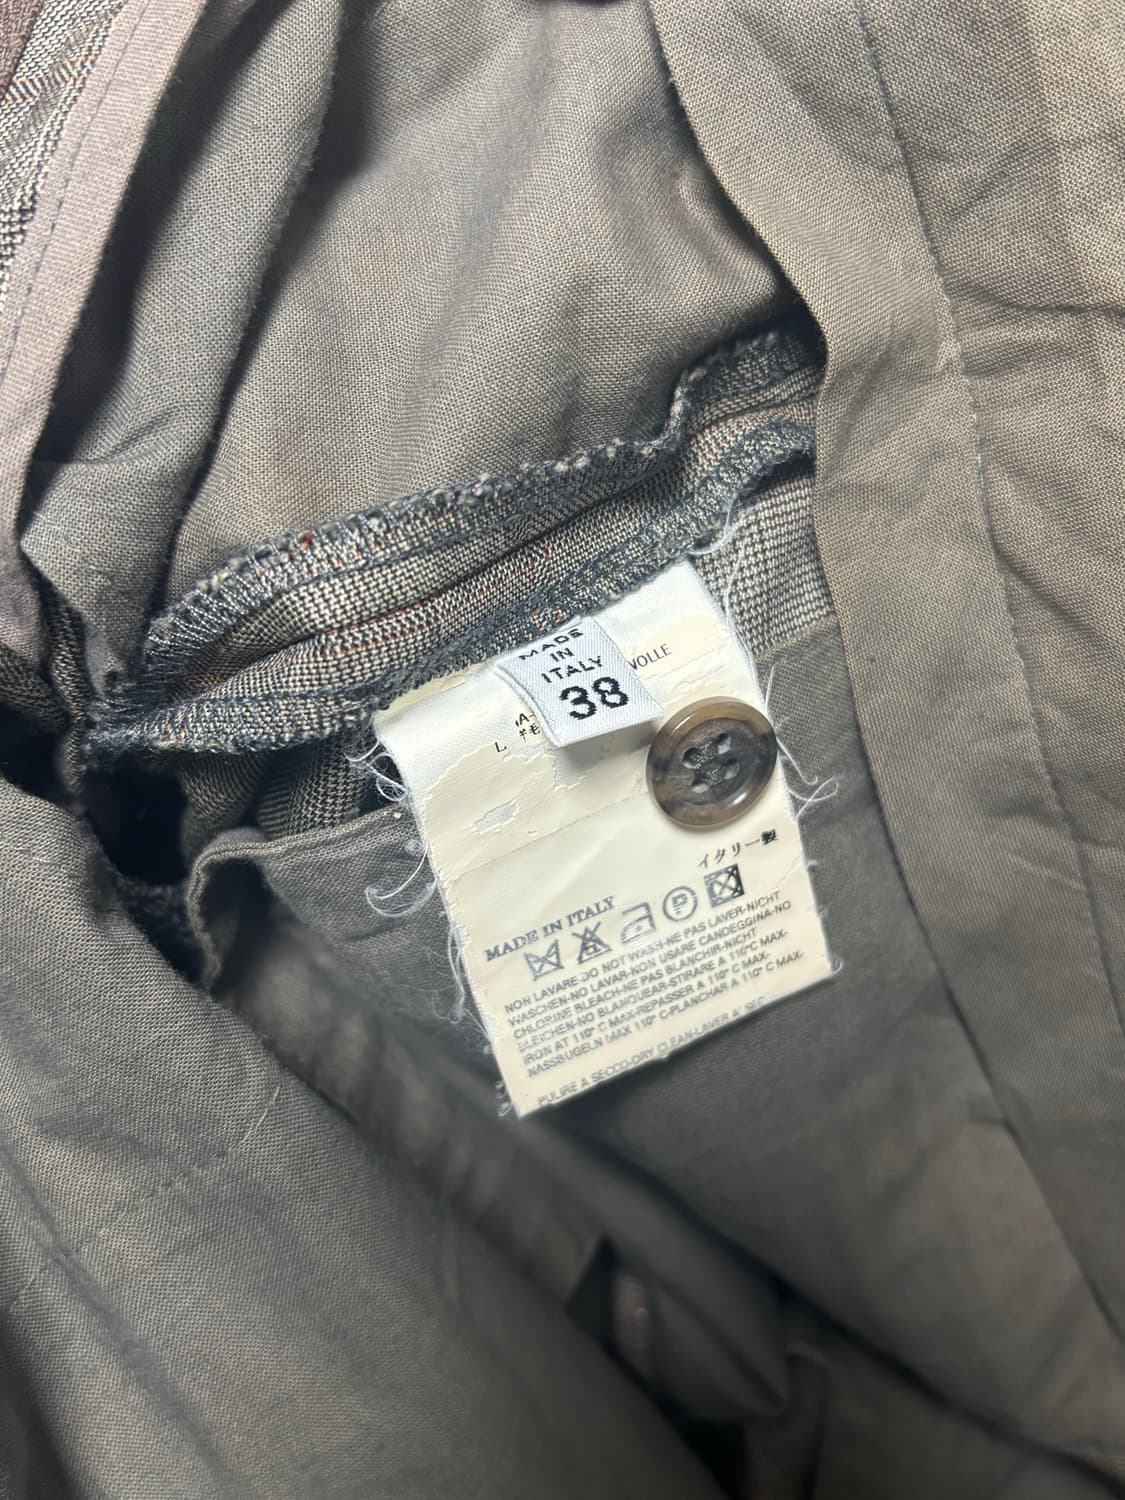 MADE
IN
ITALY
38
WOLLE
イタリー製
MADE IN ITALY
NON LAVARE-DO NOT WASH-NE PAS LAVER-NICHT
WASCHEN-NO LAVAR-NON USARE CANDEGGINA-NO
CHLORINE BLEACH-NE PAS BLANCHIR-NICHT
BLEICHEN-NO BLAMQUEAR-STIRARE A 110°C MAX-
IRON AT 110° C MAX-REPASSER A 110° C MAX-
NASSBUGELN MAX 110° C-PLANCHAR A 110° C MAX-
PULIRE A SECCO-DRY CLEAN-LAVER A' SEC